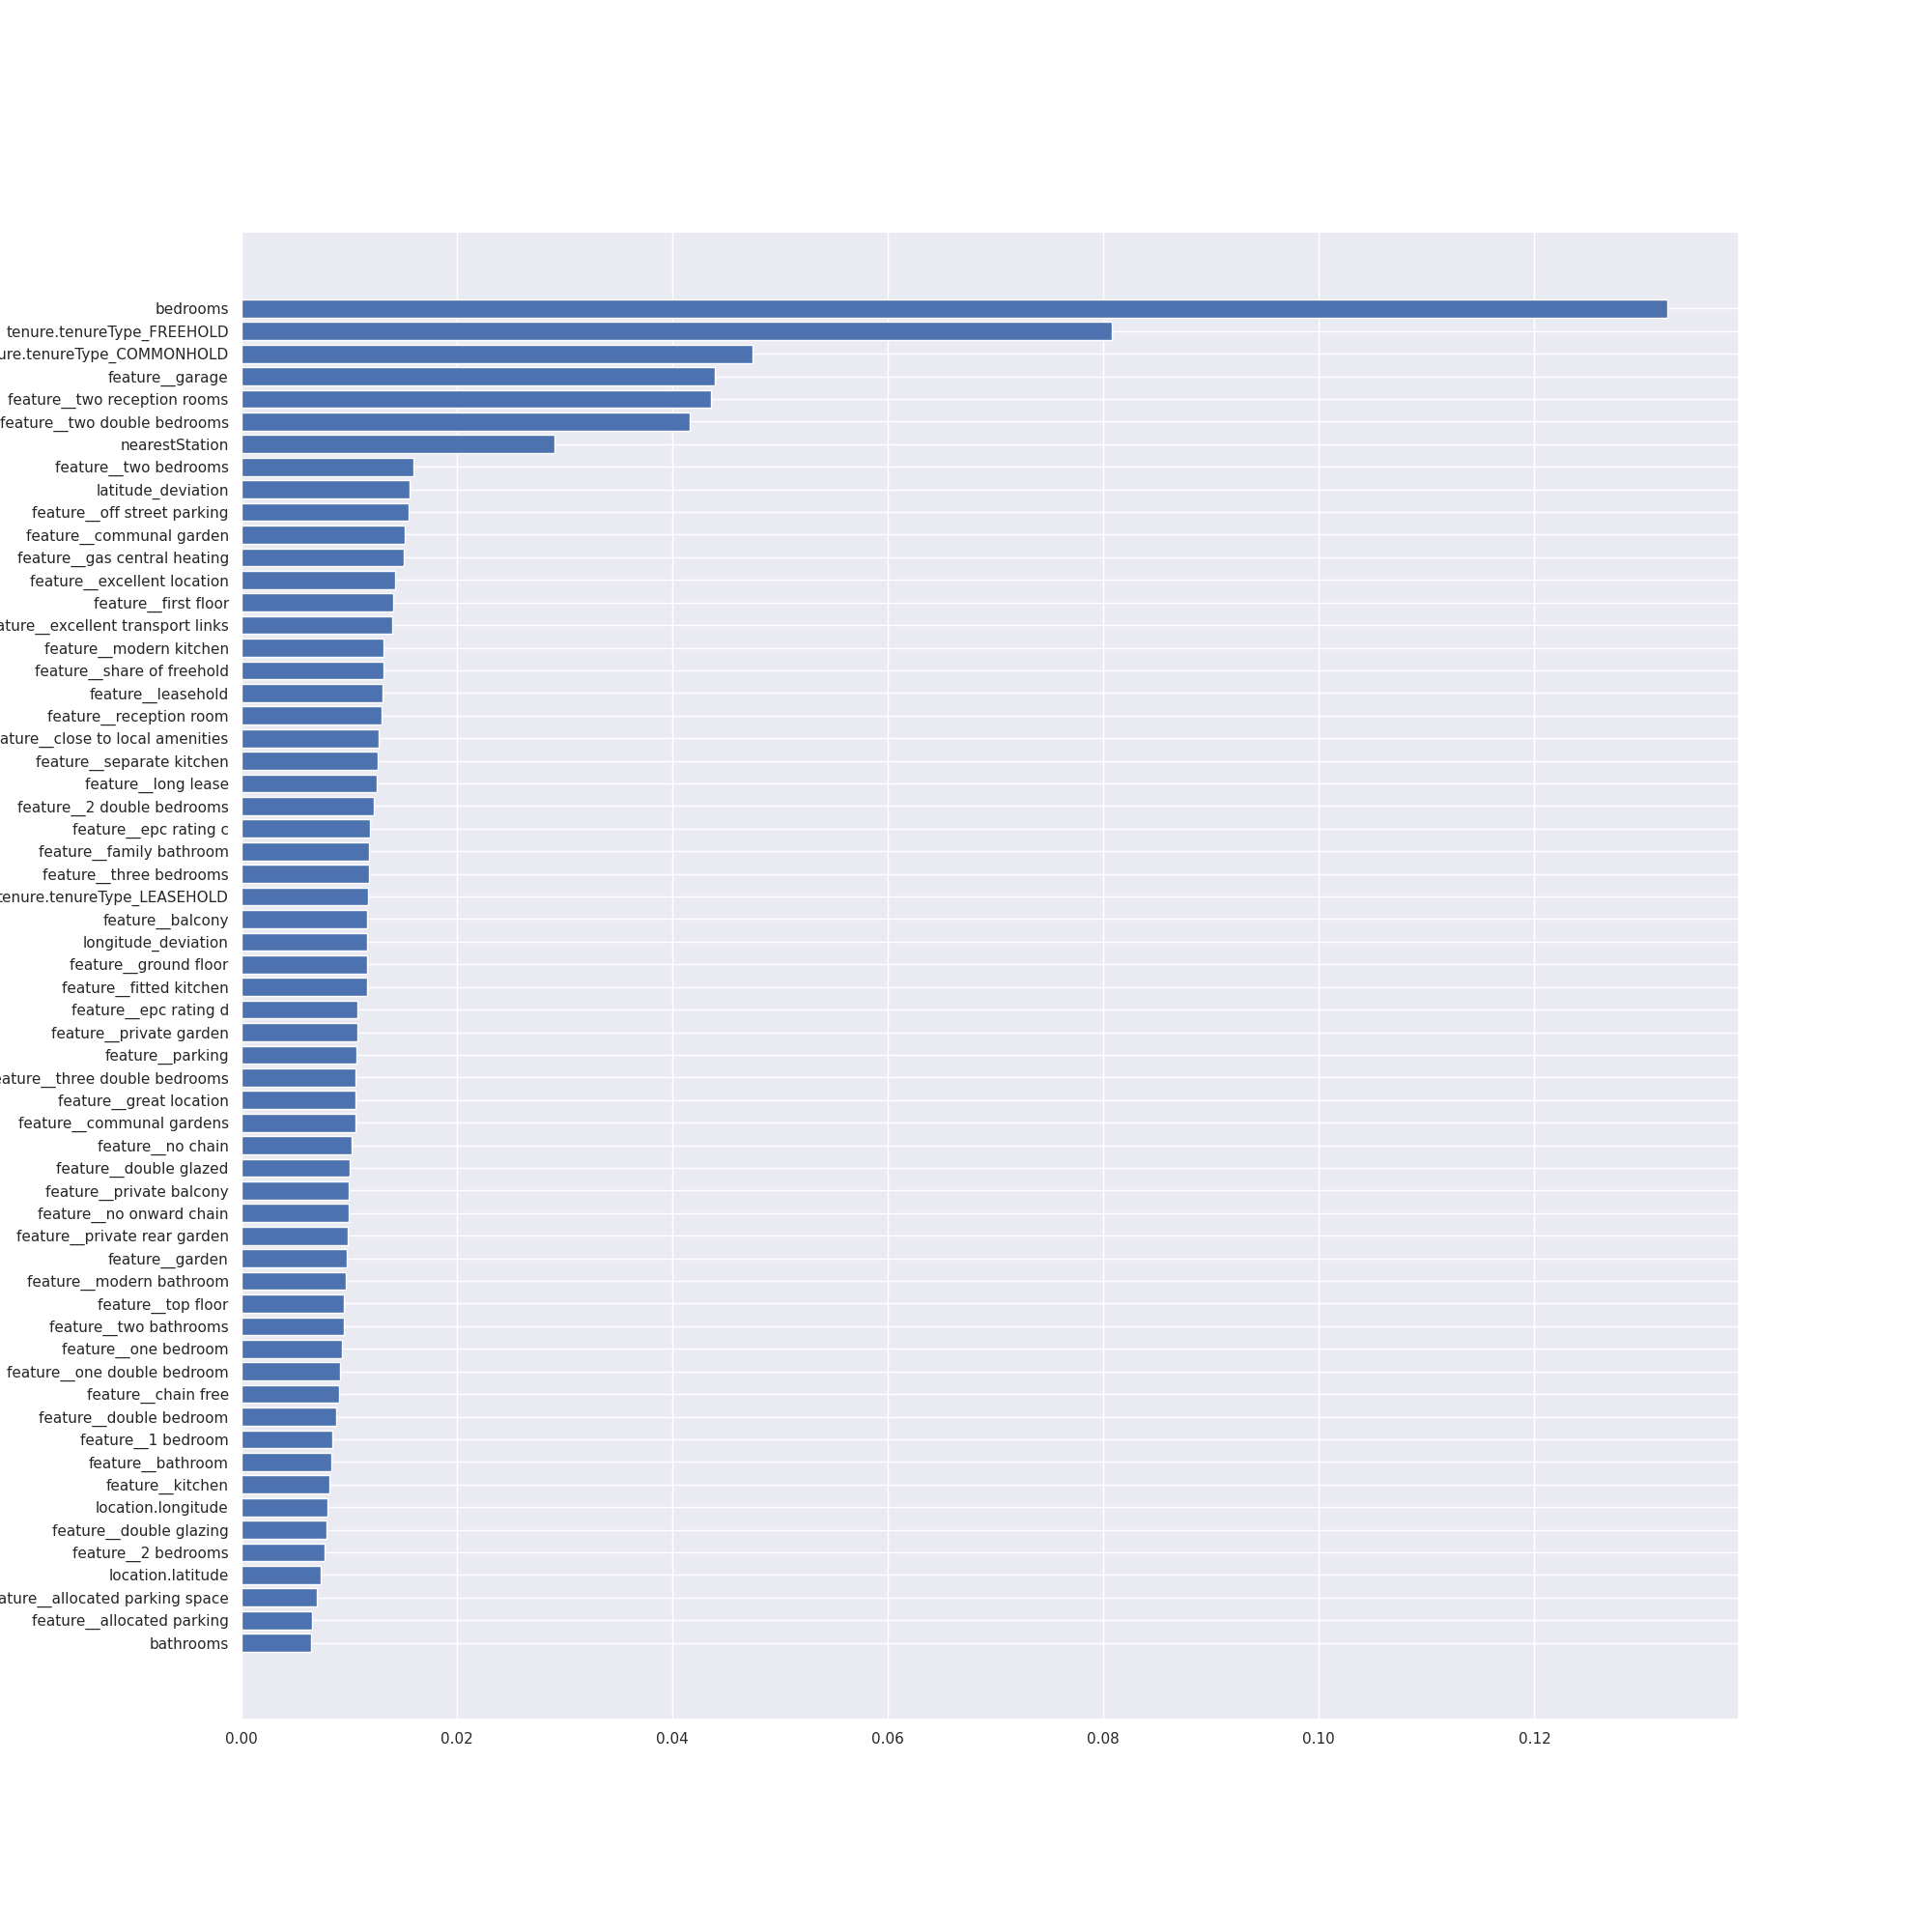 bedrooms
tenure.tenureType_FREEHOLD
ure.tenureType_COMMONHOLD
feature__garage
feature__two reception rooms
feature__two double bedrooms
nearestStation
feature__two bedrooms
latitude_deviation
feature__off street parking
feature__communal garden
feature__gas central heating
feature__excellent location
feature__first floor
ature__excellent transport links
feature__modern kitchen
feature__share of freehold
feature__leasehold
feature__reception room
ature__close to local amenities
feature__separate kitchen
feature__long lease
feature__2 double bedrooms
feature__epc rating c
feature__family bathroom
feature__three bedrooms
tenure.tenureType_LEASEHOLD
feature__balcony
longitude_deviation
feature__ground floor
feature__fitted kitchen
feature__epc rating d
feature__private garden
feature__parking
eature__three double bedrooms
feature__great location
feature__communal gardens
feature__no chain
feature__double glazed
feature__private balcony
feature__no onward chain
feature__private rear garden
feature__garden
feature__modern bathroom
feature__top floor
feature__two bathrooms
feature__one bedroom
feature__one double bedroom
feature__chain free
feature__double bedroom
feature__1 bedroom
feature__bathroom
feature__kitchen
location.longitude
feature__double glazing
feature__2 bedrooms
location.latitude
ature__allocated parking space
feature__allocated parking
bathrooms
0.00 0.02 0.04 0.06 0.08 0.10 0.12